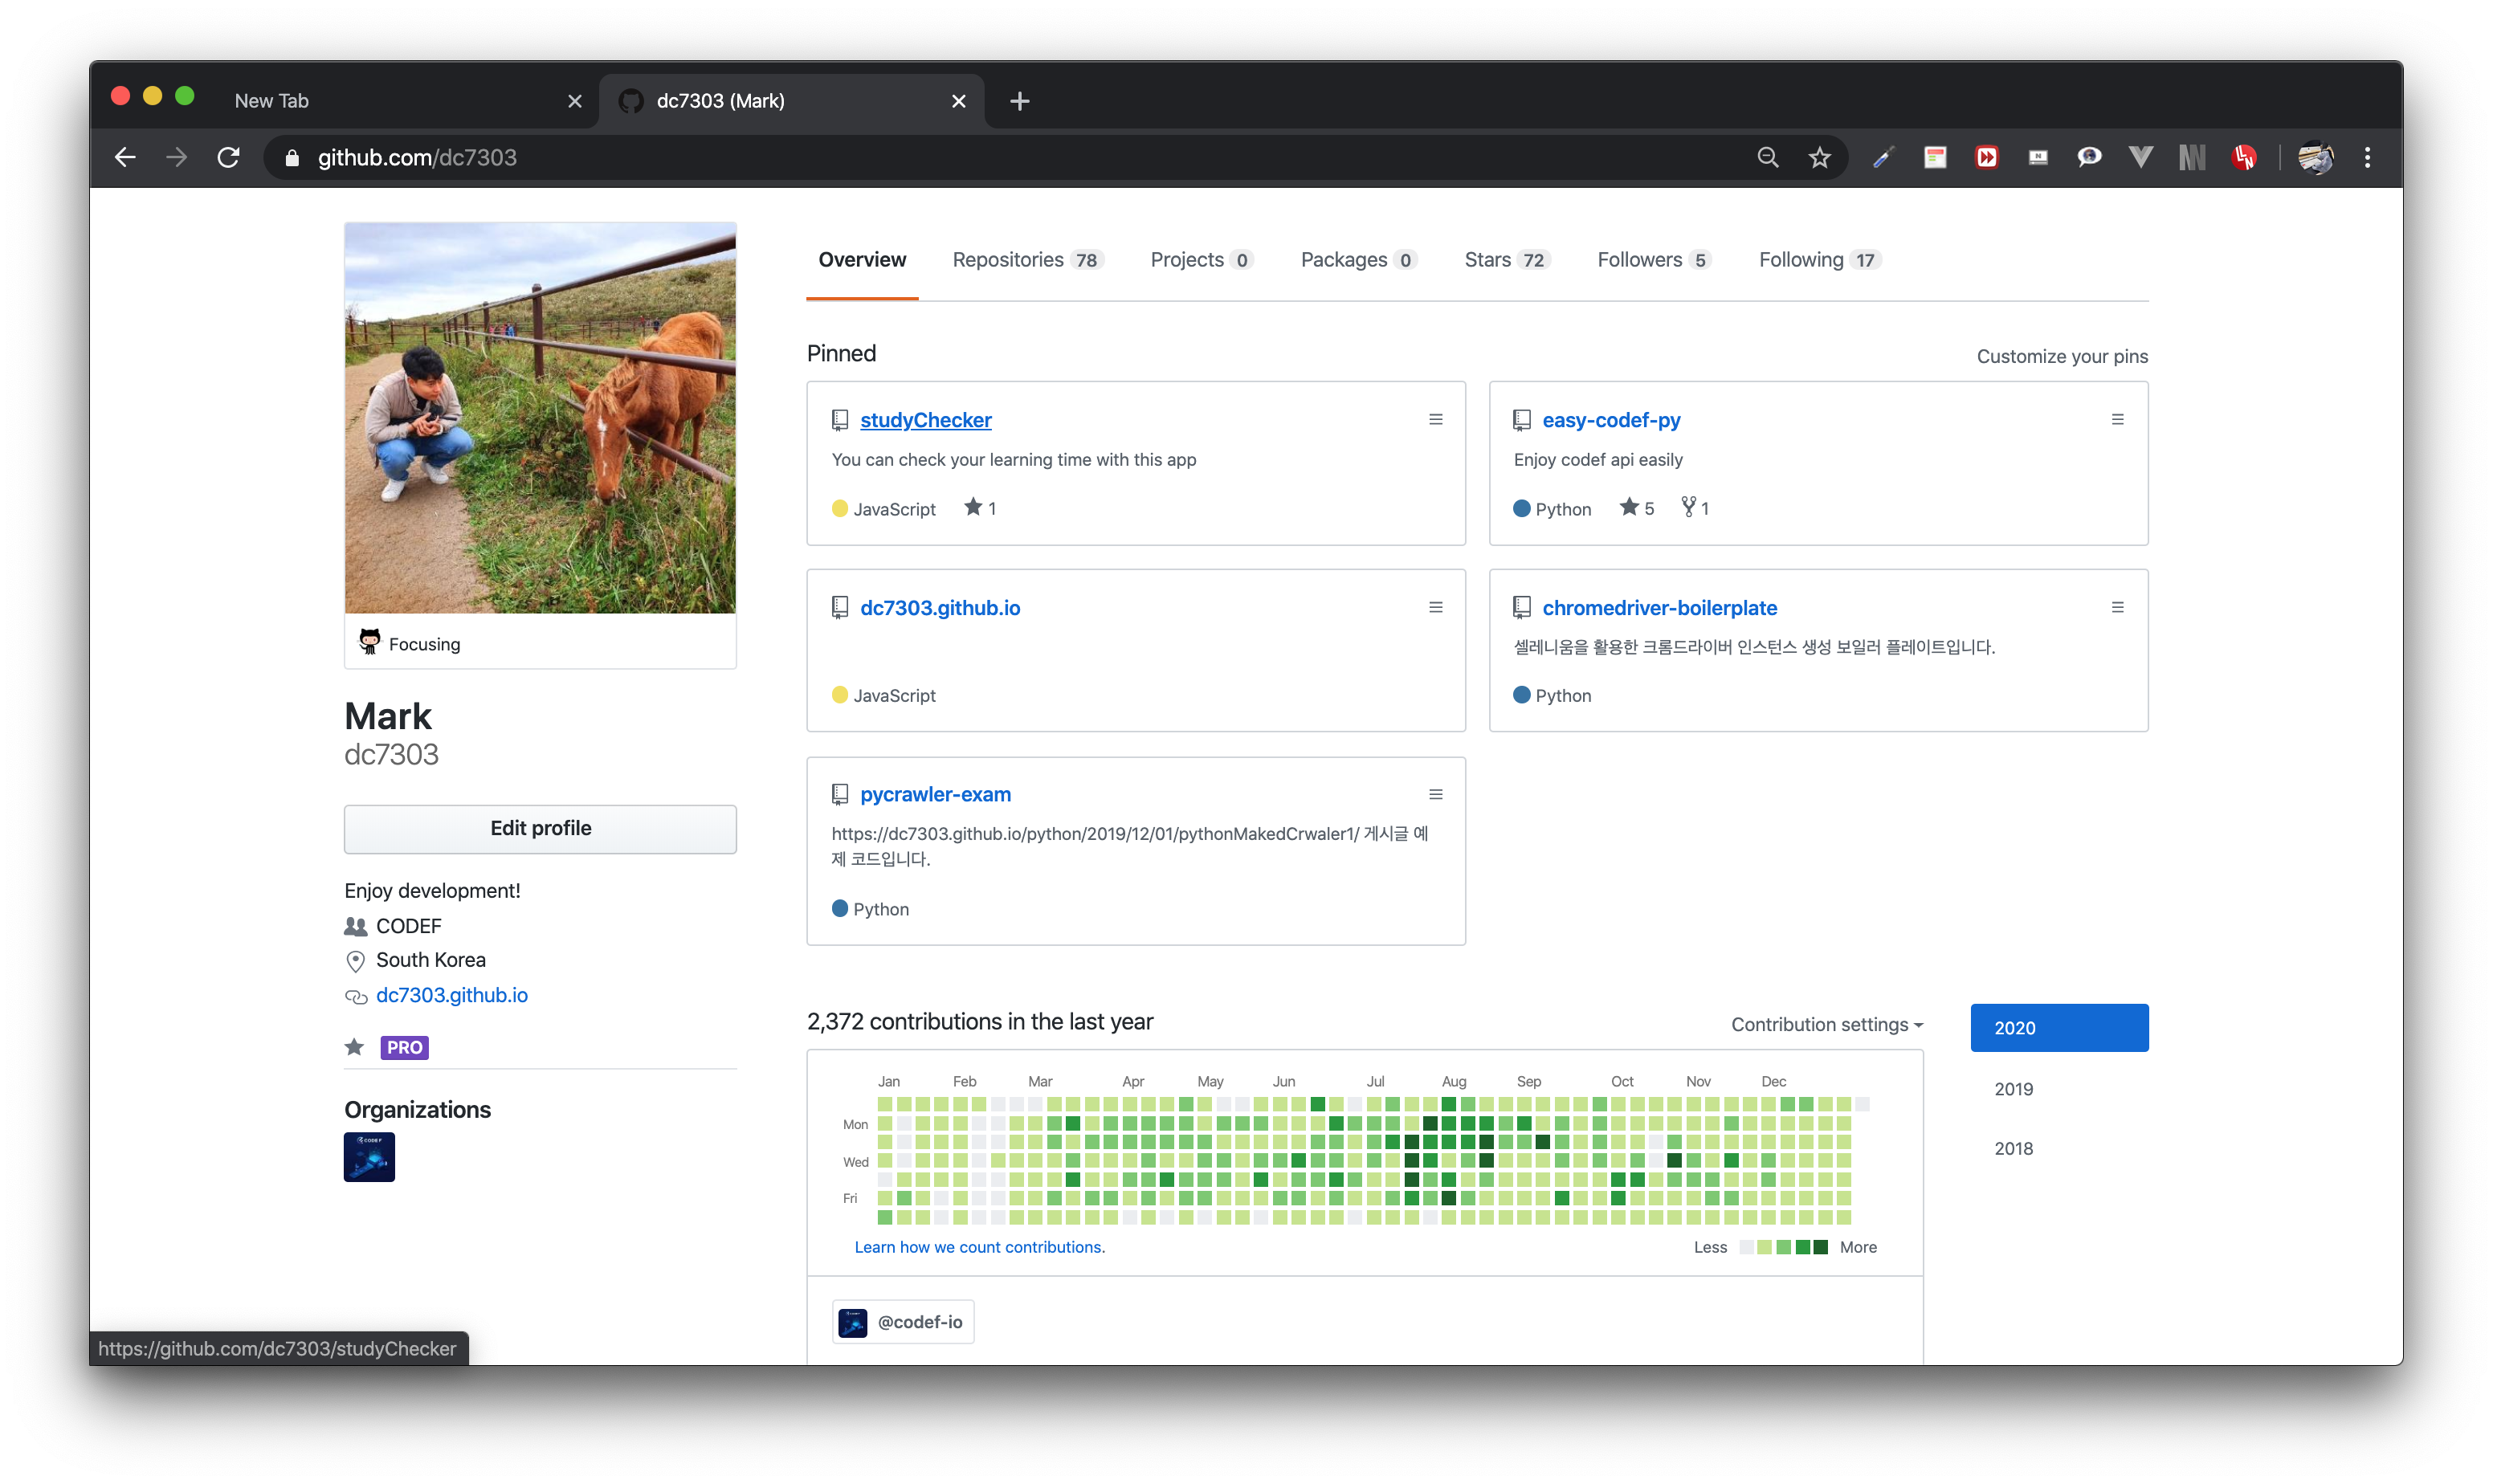 New Tab
dc7303 (Mark)
github.com/dc7303
Overview
Repositories 78
Projects 0
Packages 0
Stars 72
Followers 5
Following 17
Focusing
Mark
dc7303
Edit profile
Enjoy development!
CODEF
South Korea
dc7303.github.io
PRO
Organizations
CODEF
Pinned
Customize your pins
studyChecker
You can check your learning time with this app
JavaScript 1
easy-codef-py
Enjoy codef api easily
Python 5 1
dc7303.github.io
JavaScript
chromedriver-boilerplate
셀레니움을 활용한 크롬드라이버 인스턴스 생성 보일러 플레이트입니다.
Python
pycrawler-exam
https://dc7303.github.io/python/2019/12/01/pythonMakedCrwaler1/ 게시글 예
제 코드입니다.
Python
2,372 contributions in the last year
Contribution settings
2020
2019
2018
Jan Feb Mar Apr May Jun Jul Aug Sep Oct Nov Dec
Mon
Wed
Fri
Learn how we count contributions.
Less More
@codef-io
https://github.com/dc7303/studyChecker